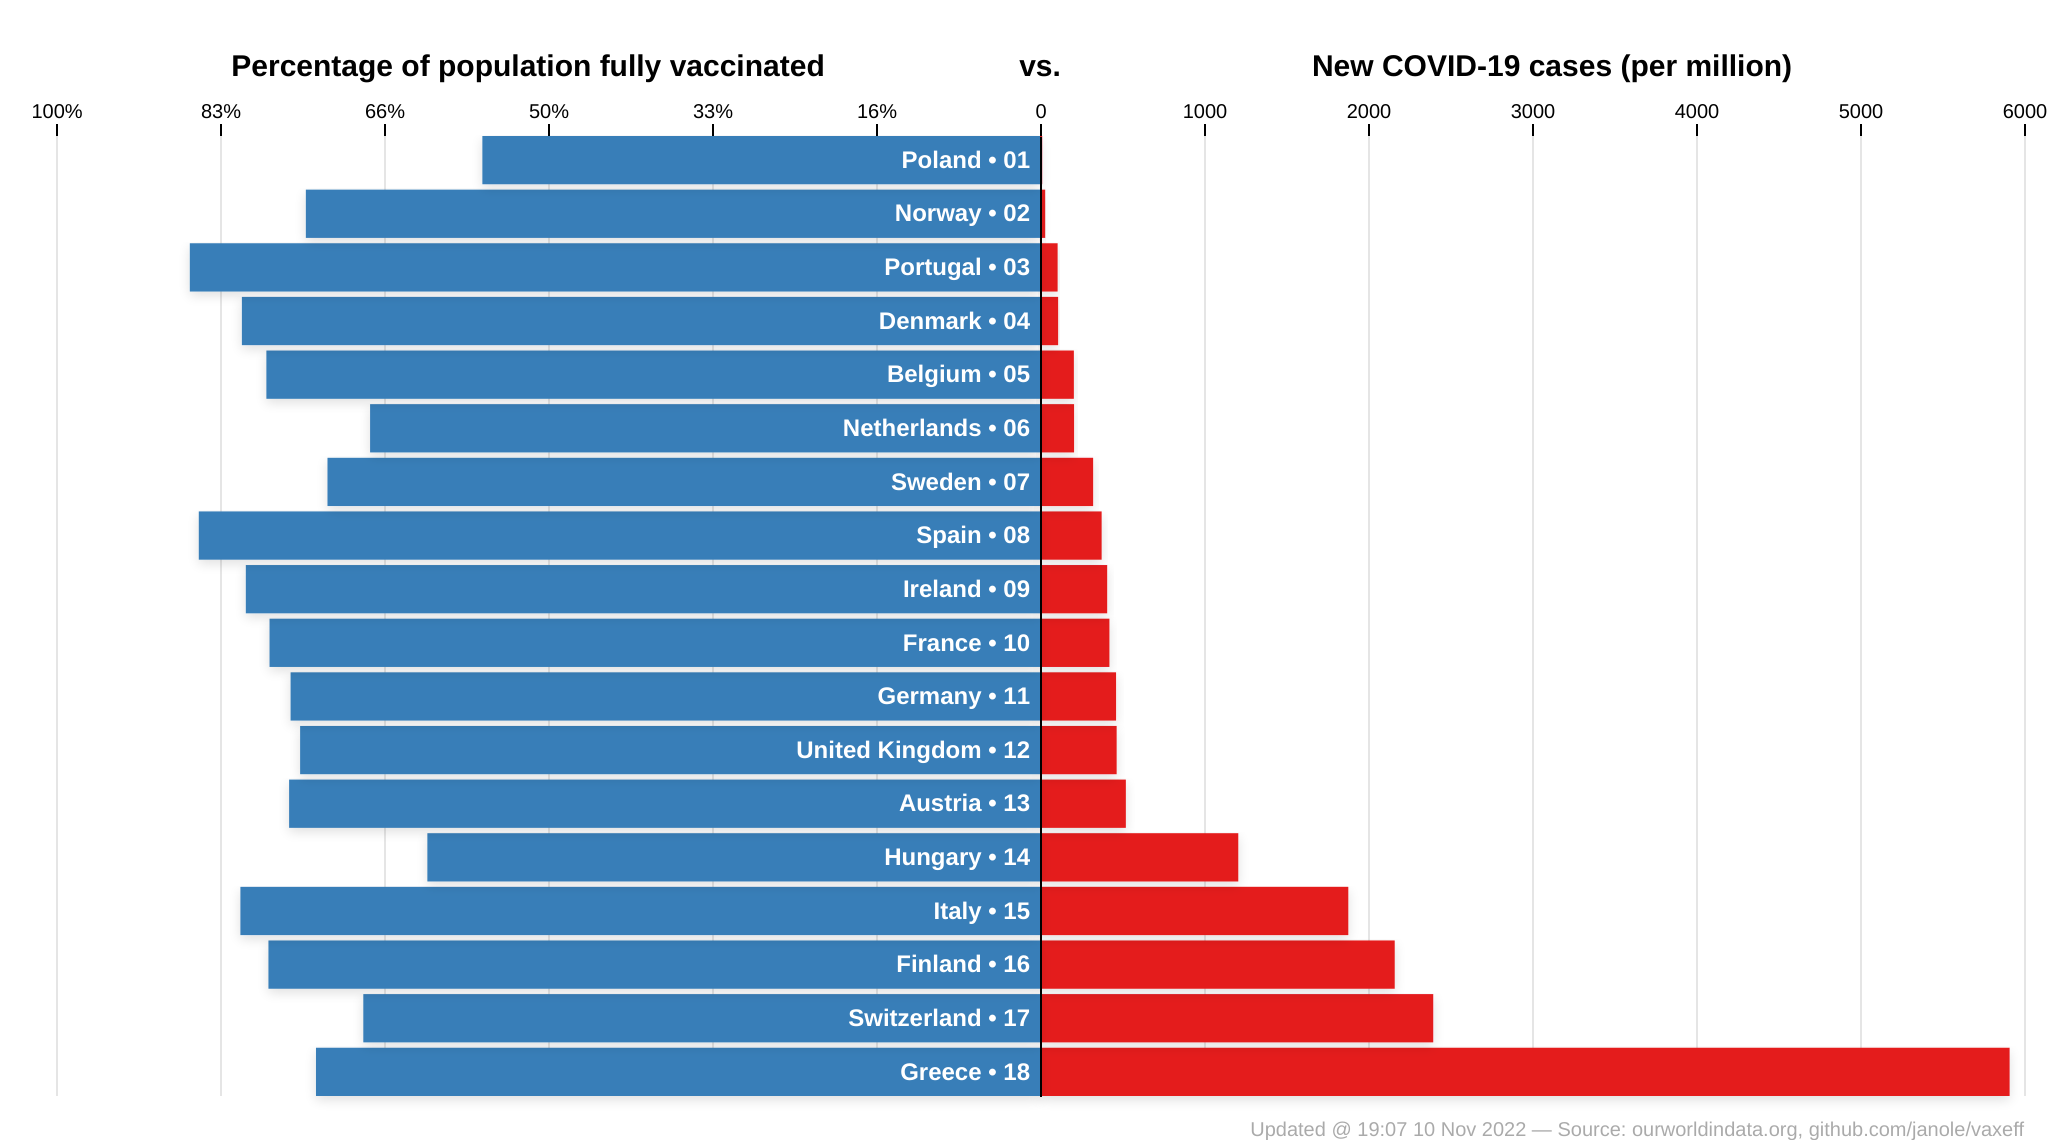 Percentage of population fully vaccinated vs. New COVID-19 cases (per million)
100% 83% 66% 50% 33% 16% 0 1000 2000 3000 4000 5000 6000
Poland • 01
Norway • 02
Portugal • 03
Denmark • 04
Belgium • 05
Netherlands • 06
Sweden • 07
Spain • 08
Ireland • 09
France • 10
Germany • 11
United Kingdom • 12
Austria • 13
Hungary • 14
Italy • 15
Finland • 16
Switzerland • 17
Greece • 18
Updated @ 19:07 10 Nov 2022 — Source: ourworldindata.org, github.com/janole/vaxeff